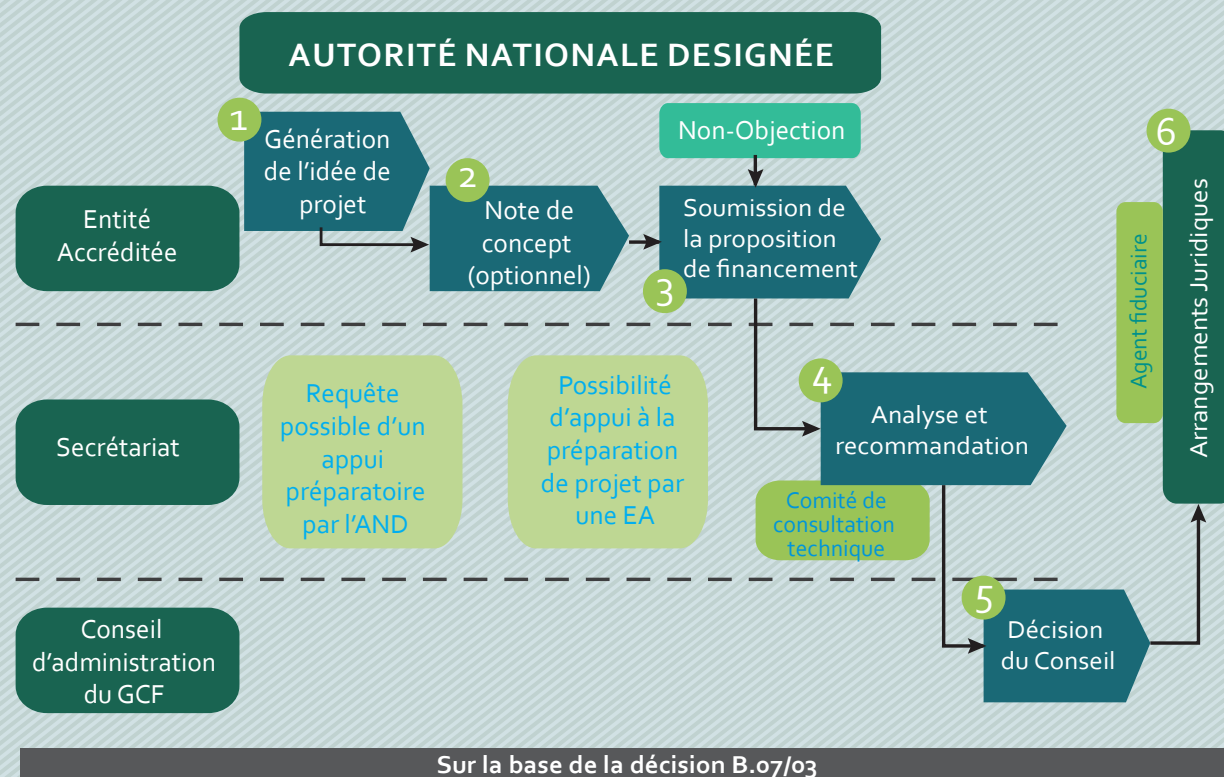 AUTORITÉ NATIONALE DESIGNÉE
1
Génération
de l'idée de
projet
2
Note de
concept
(optionnel)
Non-Objection
Soumission de
la proposition
de financement
3
Entité
Accréditée
Secrétariat
Requête
possible d'un
appui
préparatoire
par l'AND
Possibilité
d'appui à la
préparation
de projet par
une EA
4
Analyse et
recommandation
Comité de
consultation
technique
Conseil
d'administration
du GCF
5
Décision
du Conseil
6
Agent fiduciaire
Arrangements Juridiques
Sur la base de la décision B.07/03